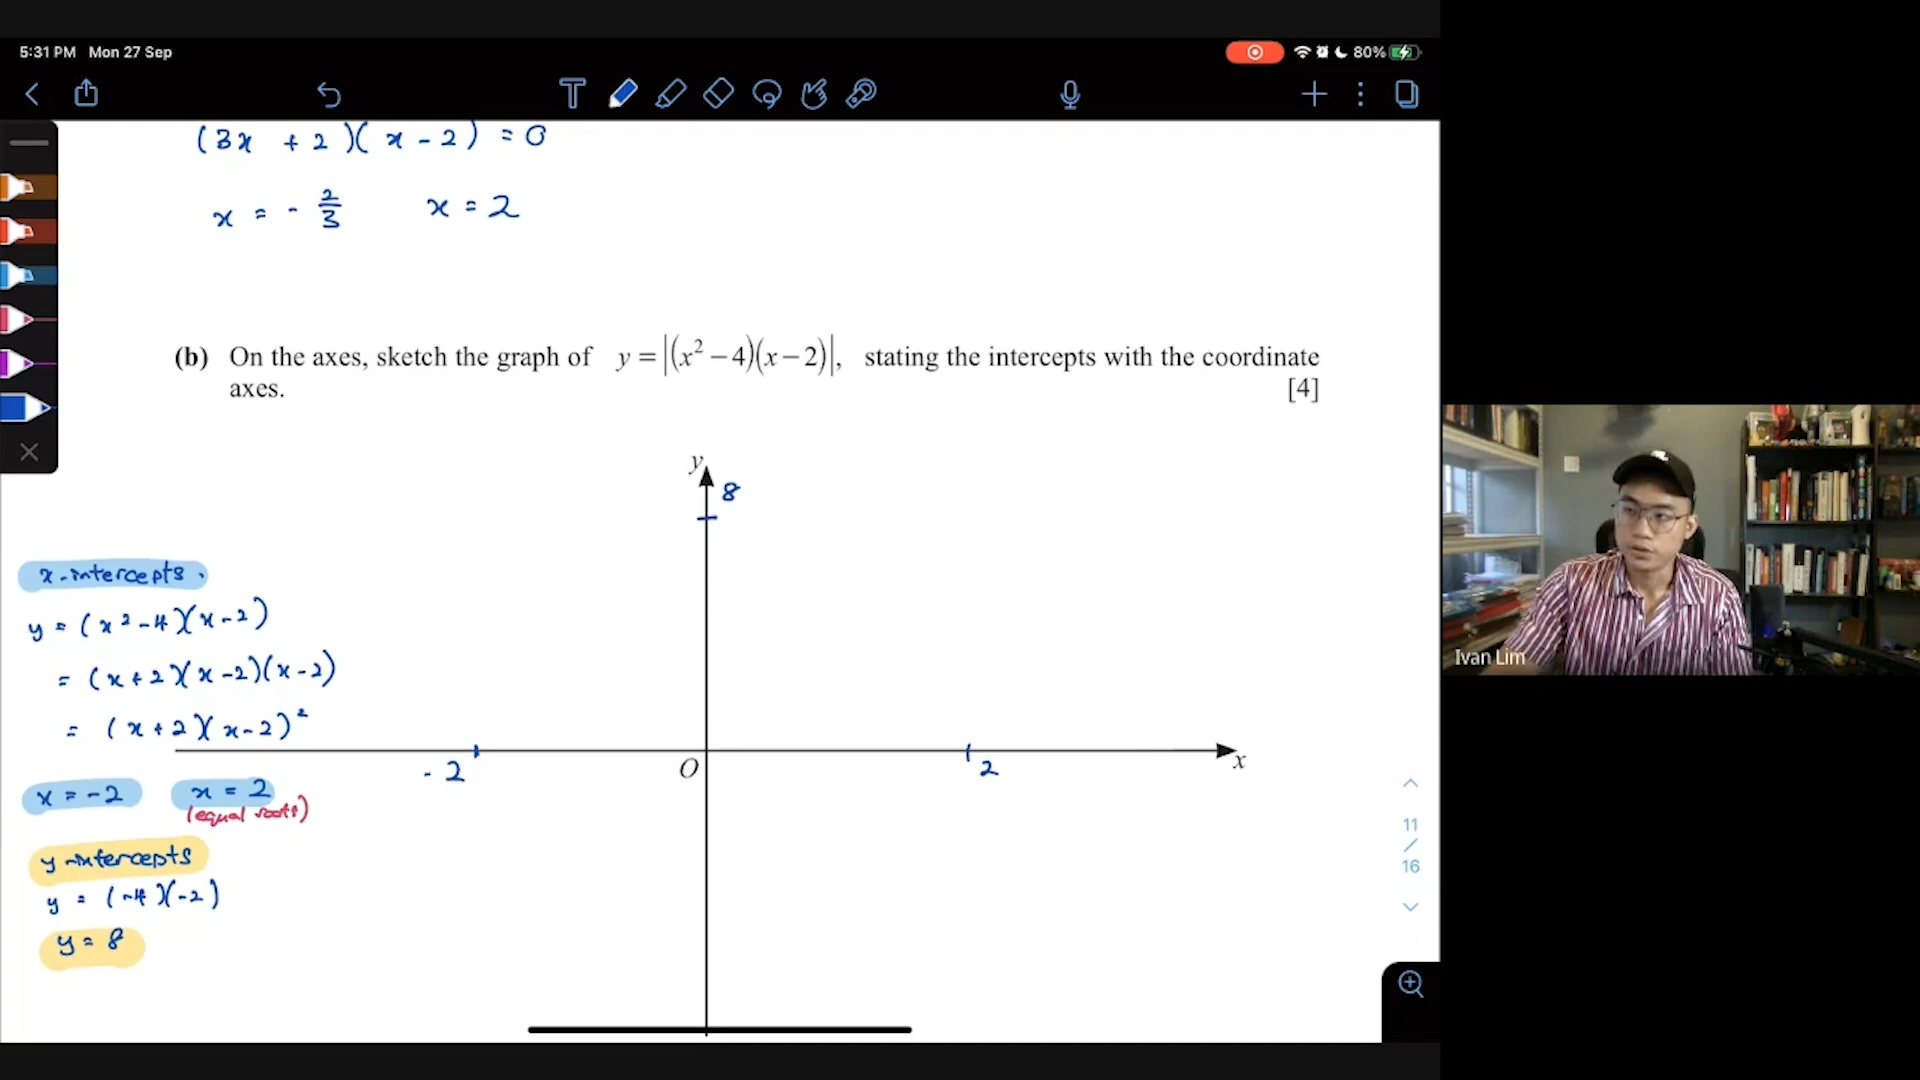 5:31 PM Mon 27 Sep
80%
(3x + 2)(x - 2) = 0
x = - 2/3 x = 2
(b) On the axes, sketch the graph of y = |(x² – 4)(x – 2)|, stating the intercepts with the coordinate
axes. [4]
y
8
x-intercepts.
y = (x² - 4)(x - 2)
= (x + 2)(x - 2)(x - 2)
= (x + 2)(x - 2)²
-2 O 2 x
x = -2 x = 2
(equal roots)
y-intercepts
y = (-4)(-2)
y = 8
11
/
16
Ivan Lim